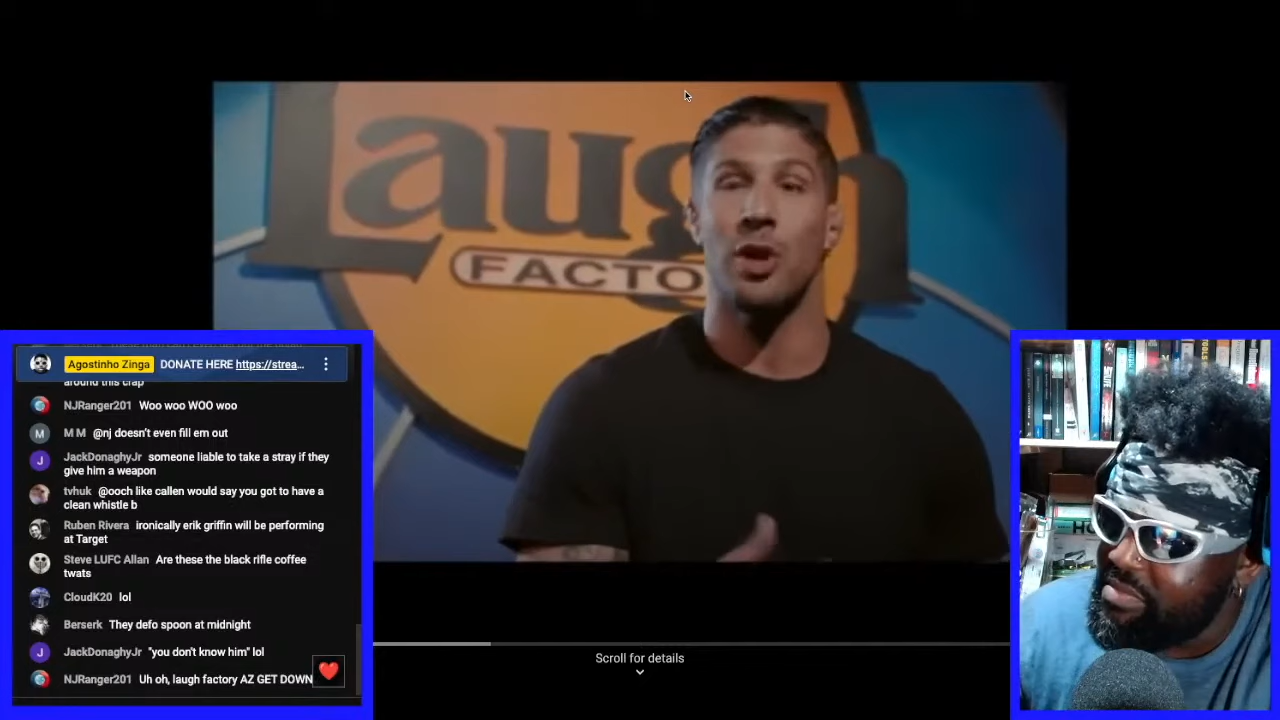 Laugh
FACTO
Agostinho Zinga DONATE HERE https://strea...
around this crap
NJRanger201 Woo woo WOO woo
M M M @nj doesn't even fill em out
J JackDonaghyJr someone liable to take a stray if they
give him a weapon
tvhuk @ooch like callen would say you got to have a
clean whistle b
Ruben Rivera ironically erik griffin will be performing
at Target
Steve LUFC Allan Are these the black rifle coffee
twats
CloudK20 lol
Berserk They defo spoon at midnight
J JackDonaghyJr "you don't know him" lol
NJRanger201 Uh oh, laugh factory AZ GET DOWN
Scroll for details